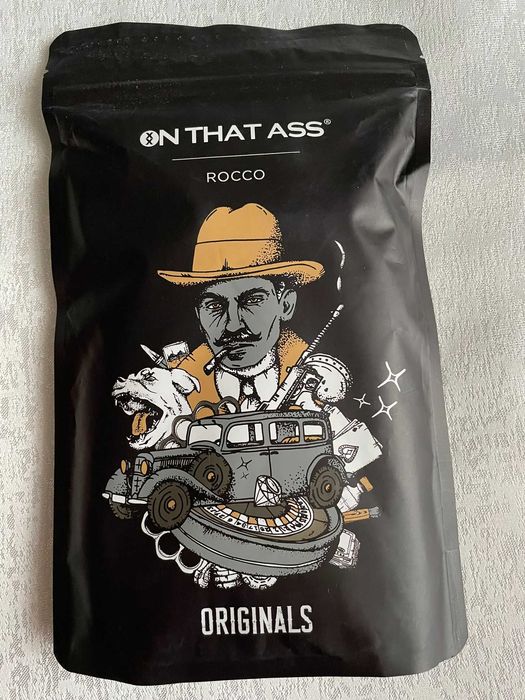 ON THAT ASS®
ROCCO
ORIGINALS